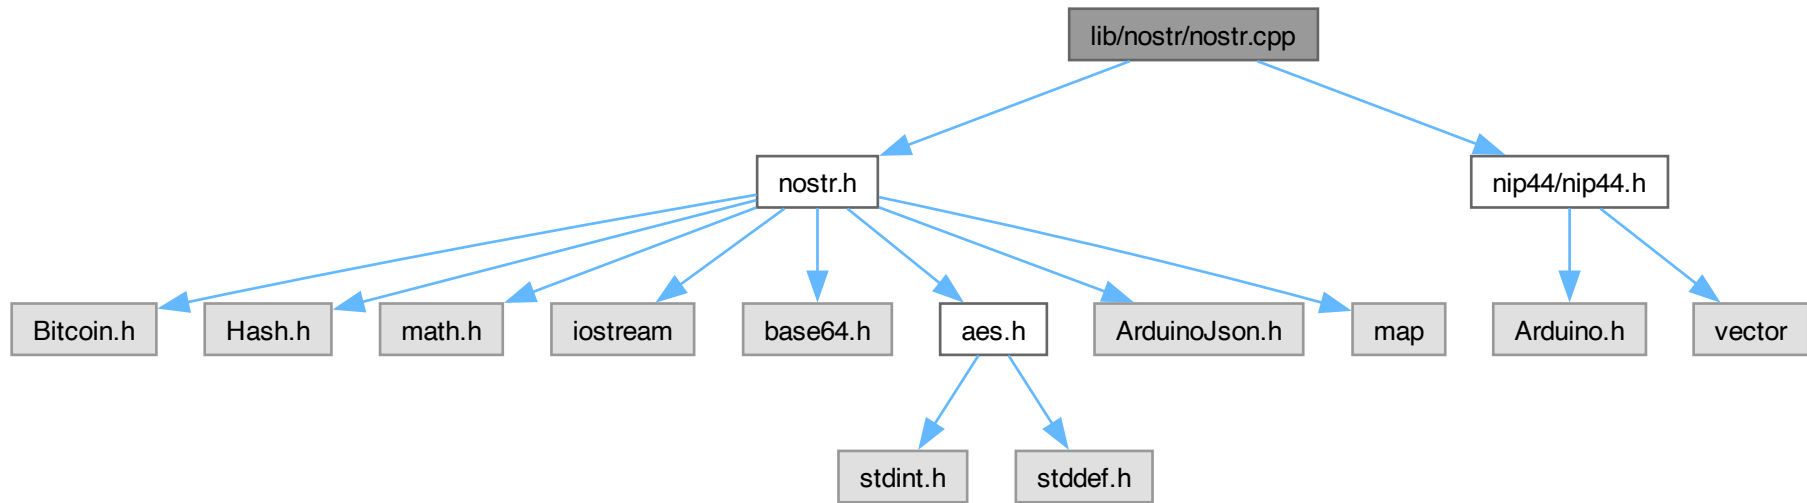 lib/nostr/nostr.cpp
nostr.h
nip44/nip44.h
Bitcoin.h
Hash.h
math.h
iostream
base64.h
aes.h
ArduinoJson.h
map
Arduino.h
vector
stdint.h
stddef.h